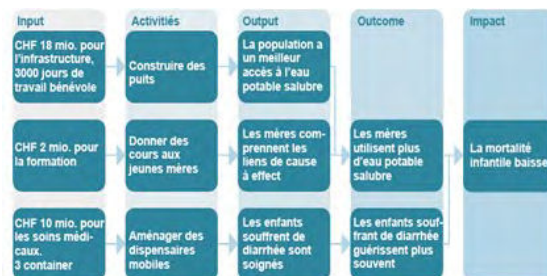 Input
Activitiés
Output
Outcome
Impact
CHF 18 mio. pour
l'infrastructure,
3000 jours de
travail bénévole
Construire des
puits
La population a
un meilleur
accès à l'eau
potable salubre
CHF 2 mio. pour
la formation
Donner des
cours aux
jeunes mères
Les mères com-
prennent les
liens de cause
à effect
Les mères
utilisent plus
d'eau potable
salubre
La mortalité
infantile baisse
CHF 10 mio. pour
les soins médi-
caux.
3 container
Aménager des
dispensaires
mobiles
Les enfants
souffrent de
diarrhée sont
soignés
Les enfants souf-
frant de diarrhée
guérissent plus
souvent